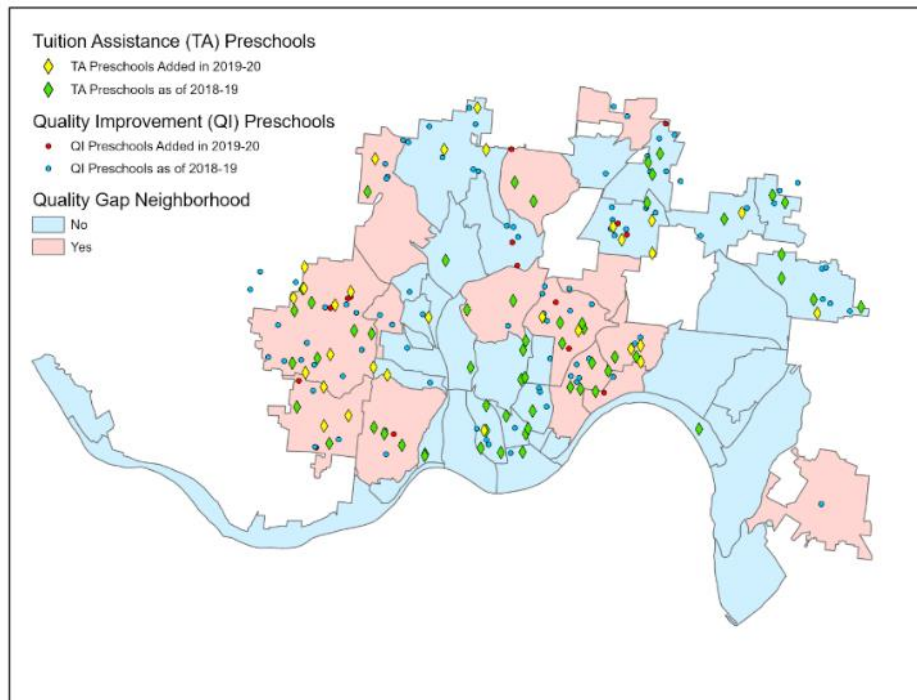 Tuition Assistance (TA) Preschools
TA Preschools Added in 2019-20
TA Preschools as of 2018-19
Quality Improvement (QI) Preschools
QI Preschools Added in 2019-20
QI Preschools as of 2018-19
Quality Gap Neighborhood
No
Yes